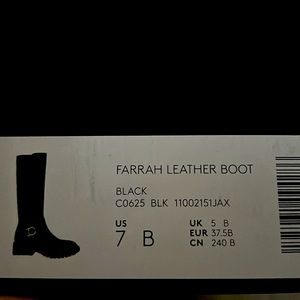 FARRAH LEATHER BOOT
BLACK
C0625 BLK 11002151JAX
US UK 5 B
7 B EUR 37.5B
CN 240 B